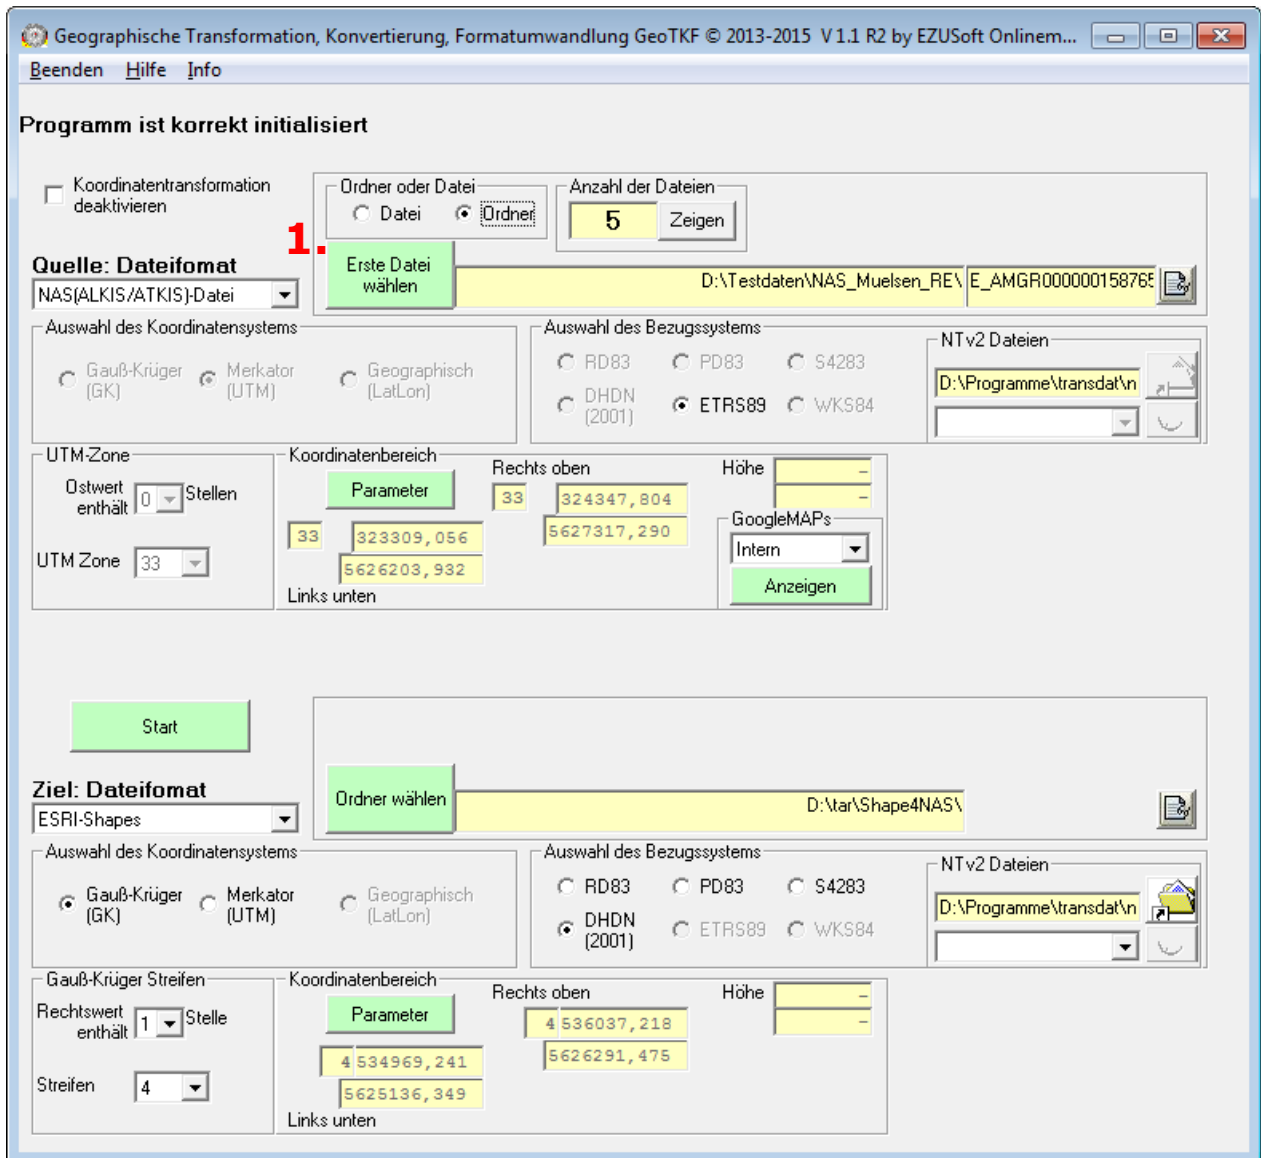 Geographische Transformation, Konvertierung, Formatumwandlung GeoTKF © 2013-2015 V 1.1 R2 by EZUSoft Onlinem...
Beenden Hilfe Info
Programm ist korrekt initialisiert
Koordinatentransformation
deaktivieren
Ordner oder Datei
Datei Ordner
Anzahl der Dateien
5 Zeigen
1.
Quelle: Dateifomat
NAS(ALKIS/ATKIS)-Datei
Erste Datei
wählen
D:\Testdaten\NAS_Muelsen_RE\ E_AMGR000000158765
Auswahl des Koordinatensystems
Gauß-Krüger
(GK)
Merkator
(UTM)
Geographisch
(LatLon)
Auswahl des Bezugssystems
RD83 PD83 S4283
DHDN
(2001)
ETRS89 WKS84
NTv2 Dateien
D:\Programme\transdat\n
UTM-Zone
Ostwert
enthält
0 Stellen
UTM Zone 33
Koordinatenbereich
Parameter
33 323309,056
5626203,932
Links unten
Rechts oben
33 324347,804
5627317,290
Höhe –
–
GoogleMAPs
Intern
Anzeigen
Start
Ziel: Dateifomat
ESRI-Shapes
Ordner wählen
D:\tar\Shape4NAS\
Auswahl des Koordinatensystems
Gauß-Krüger
(GK)
Merkator
(UTM)
Geographisch
(LatLon)
Auswahl des Bezugssystems
RD83 PD83 S4283
DHDN
(2001)
ETRS89 WKS84
NTv2 Dateien
D:\Programme\transdat\n
Gauß-Krüger Streifen
Rechtswert
enthält
1 Stelle
Streifen 4
Koordinatenbereich
Parameter
4 534969,241
5625136,349
Links unten
Rechts oben
4 536037,218
5626291,475
Höhe –
–